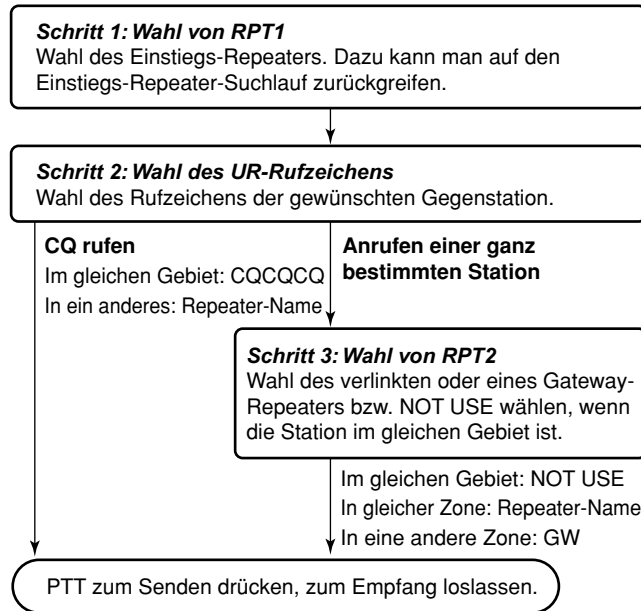 Schritt 1: Wahl von RPT1
Wahl des Einstiegs-Repeaters. Dazu kann man auf den
Einstiegs-Repeater-Suchlauf zurückgreifen.
Schritt 2: Wahl des UR-Rufzeichens
Wahl des Rufzeichens der gewünschten Gegenstation.
CQ rufen
Im gleichen Gebiet: CQCQCQ
In ein anderes: Repeater-Name
Anrufen einer ganz
bestimmten Station
Schritt 3: Wahl von RPT2
Wahl des verlinkten oder eines Gateway-
Repeaters bzw. NOT USE wählen, wenn
die Station im gleichen Gebiet ist.
Im gleichen Gebiet: NOT USE
In gleicher Zone: Repeater-Name
In eine andere Zone: GW
PTT zum Senden drücken, zum Empfang loslassen.